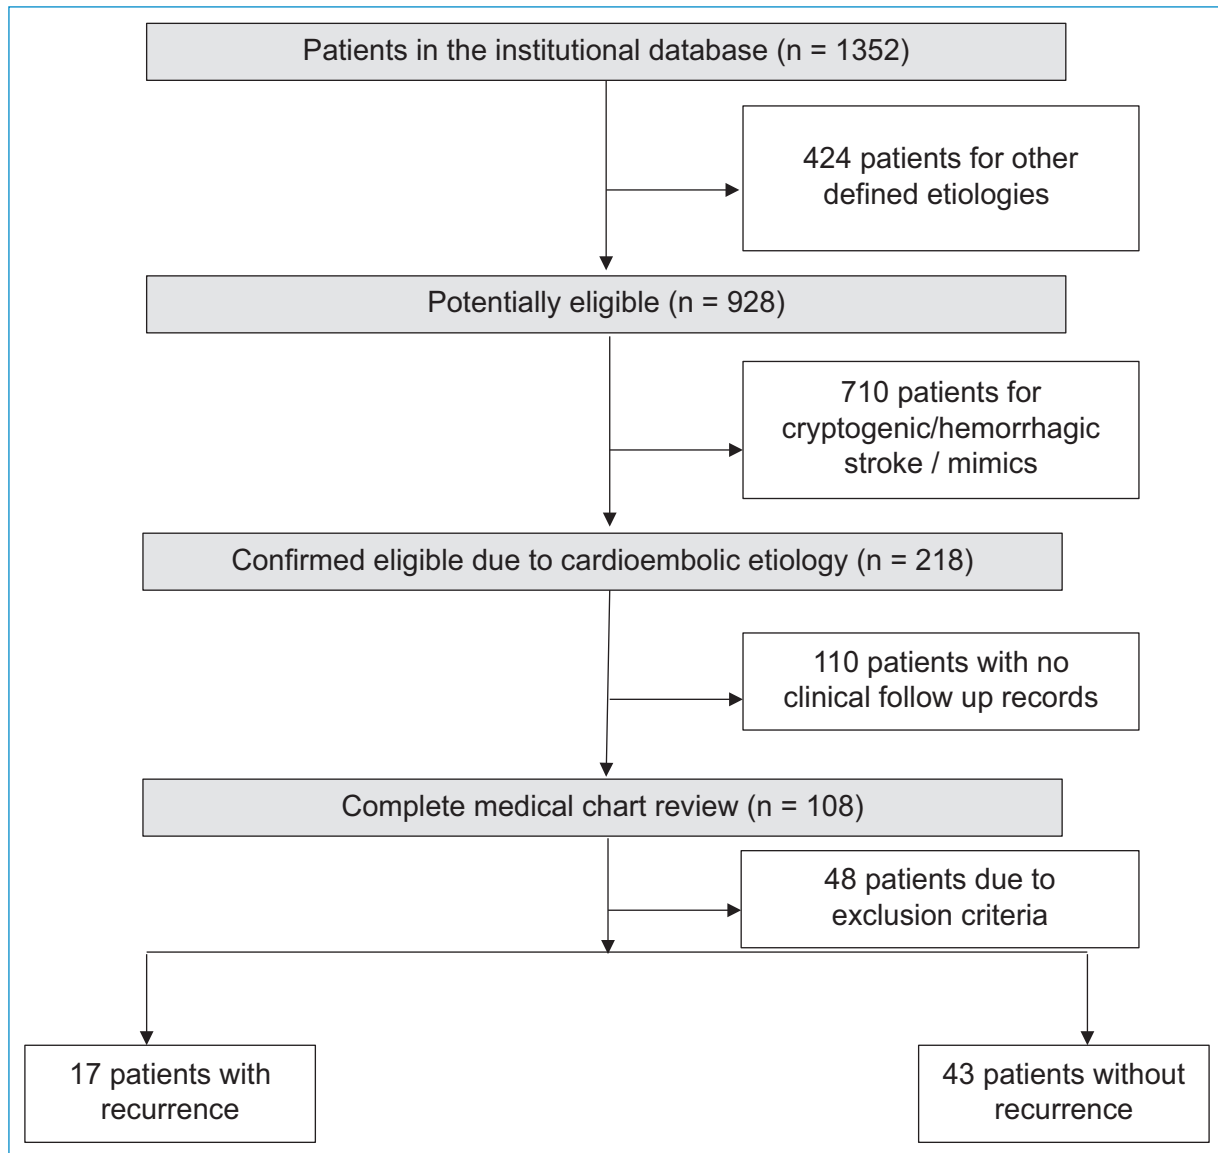 Patients in the institutional database (n = 1352)
424 patients for other
defined etiologies
Potentially eligible (n = 928)
710 patients for
cryptogenic/hemorrhagic
stroke / mimics
Confirmed eligible due to cardioembolic etiology (n = 218)
110 patients with no
clinical follow up records
Complete medical chart review (n = 108)
48 patients due to
exclusion criteria
17 patients with
recurrence
43 patients without
recurrence